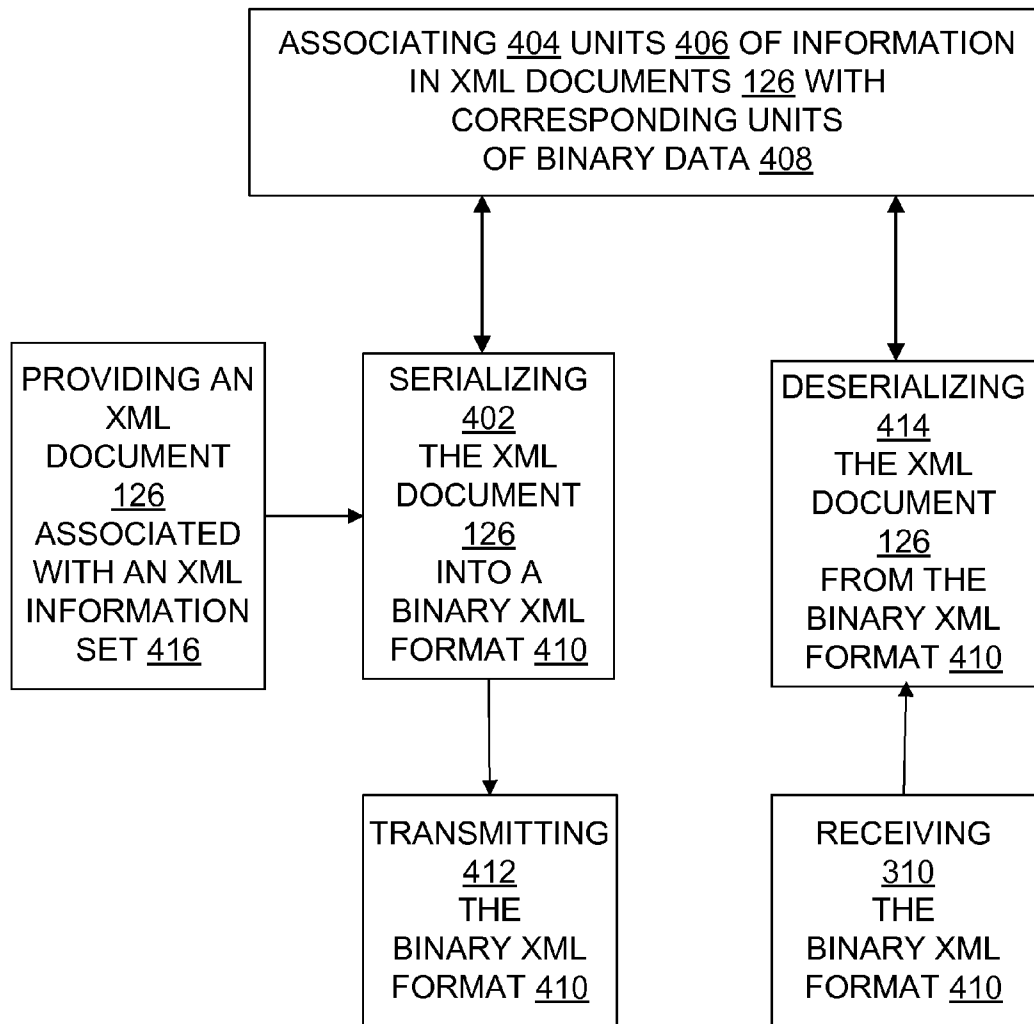 ASSOCIATING 404 UNITS 406 OF INFORMATION
IN XML DOCUMENTS 126 WITH
CORRESPONDING UNITS
OF BINARY DATA 408
PROVIDING AN
XML
DOCUMENT
126
ASSOCIATED
WITH AN XML
INFORMATION
SET 416
SERIALIZING
402
THE XML
DOCUMENT
126
INTO A
BINARY XML
FORMAT 410
DESERIALIZING
414
THE XML
DOCUMENT
126
FROM THE
BINARY XML
FORMAT 410
TRANSMITTING
412
THE
BINARY XML
FORMAT 410
RECEIVING
310
THE
BINARY XML
FORMAT 410